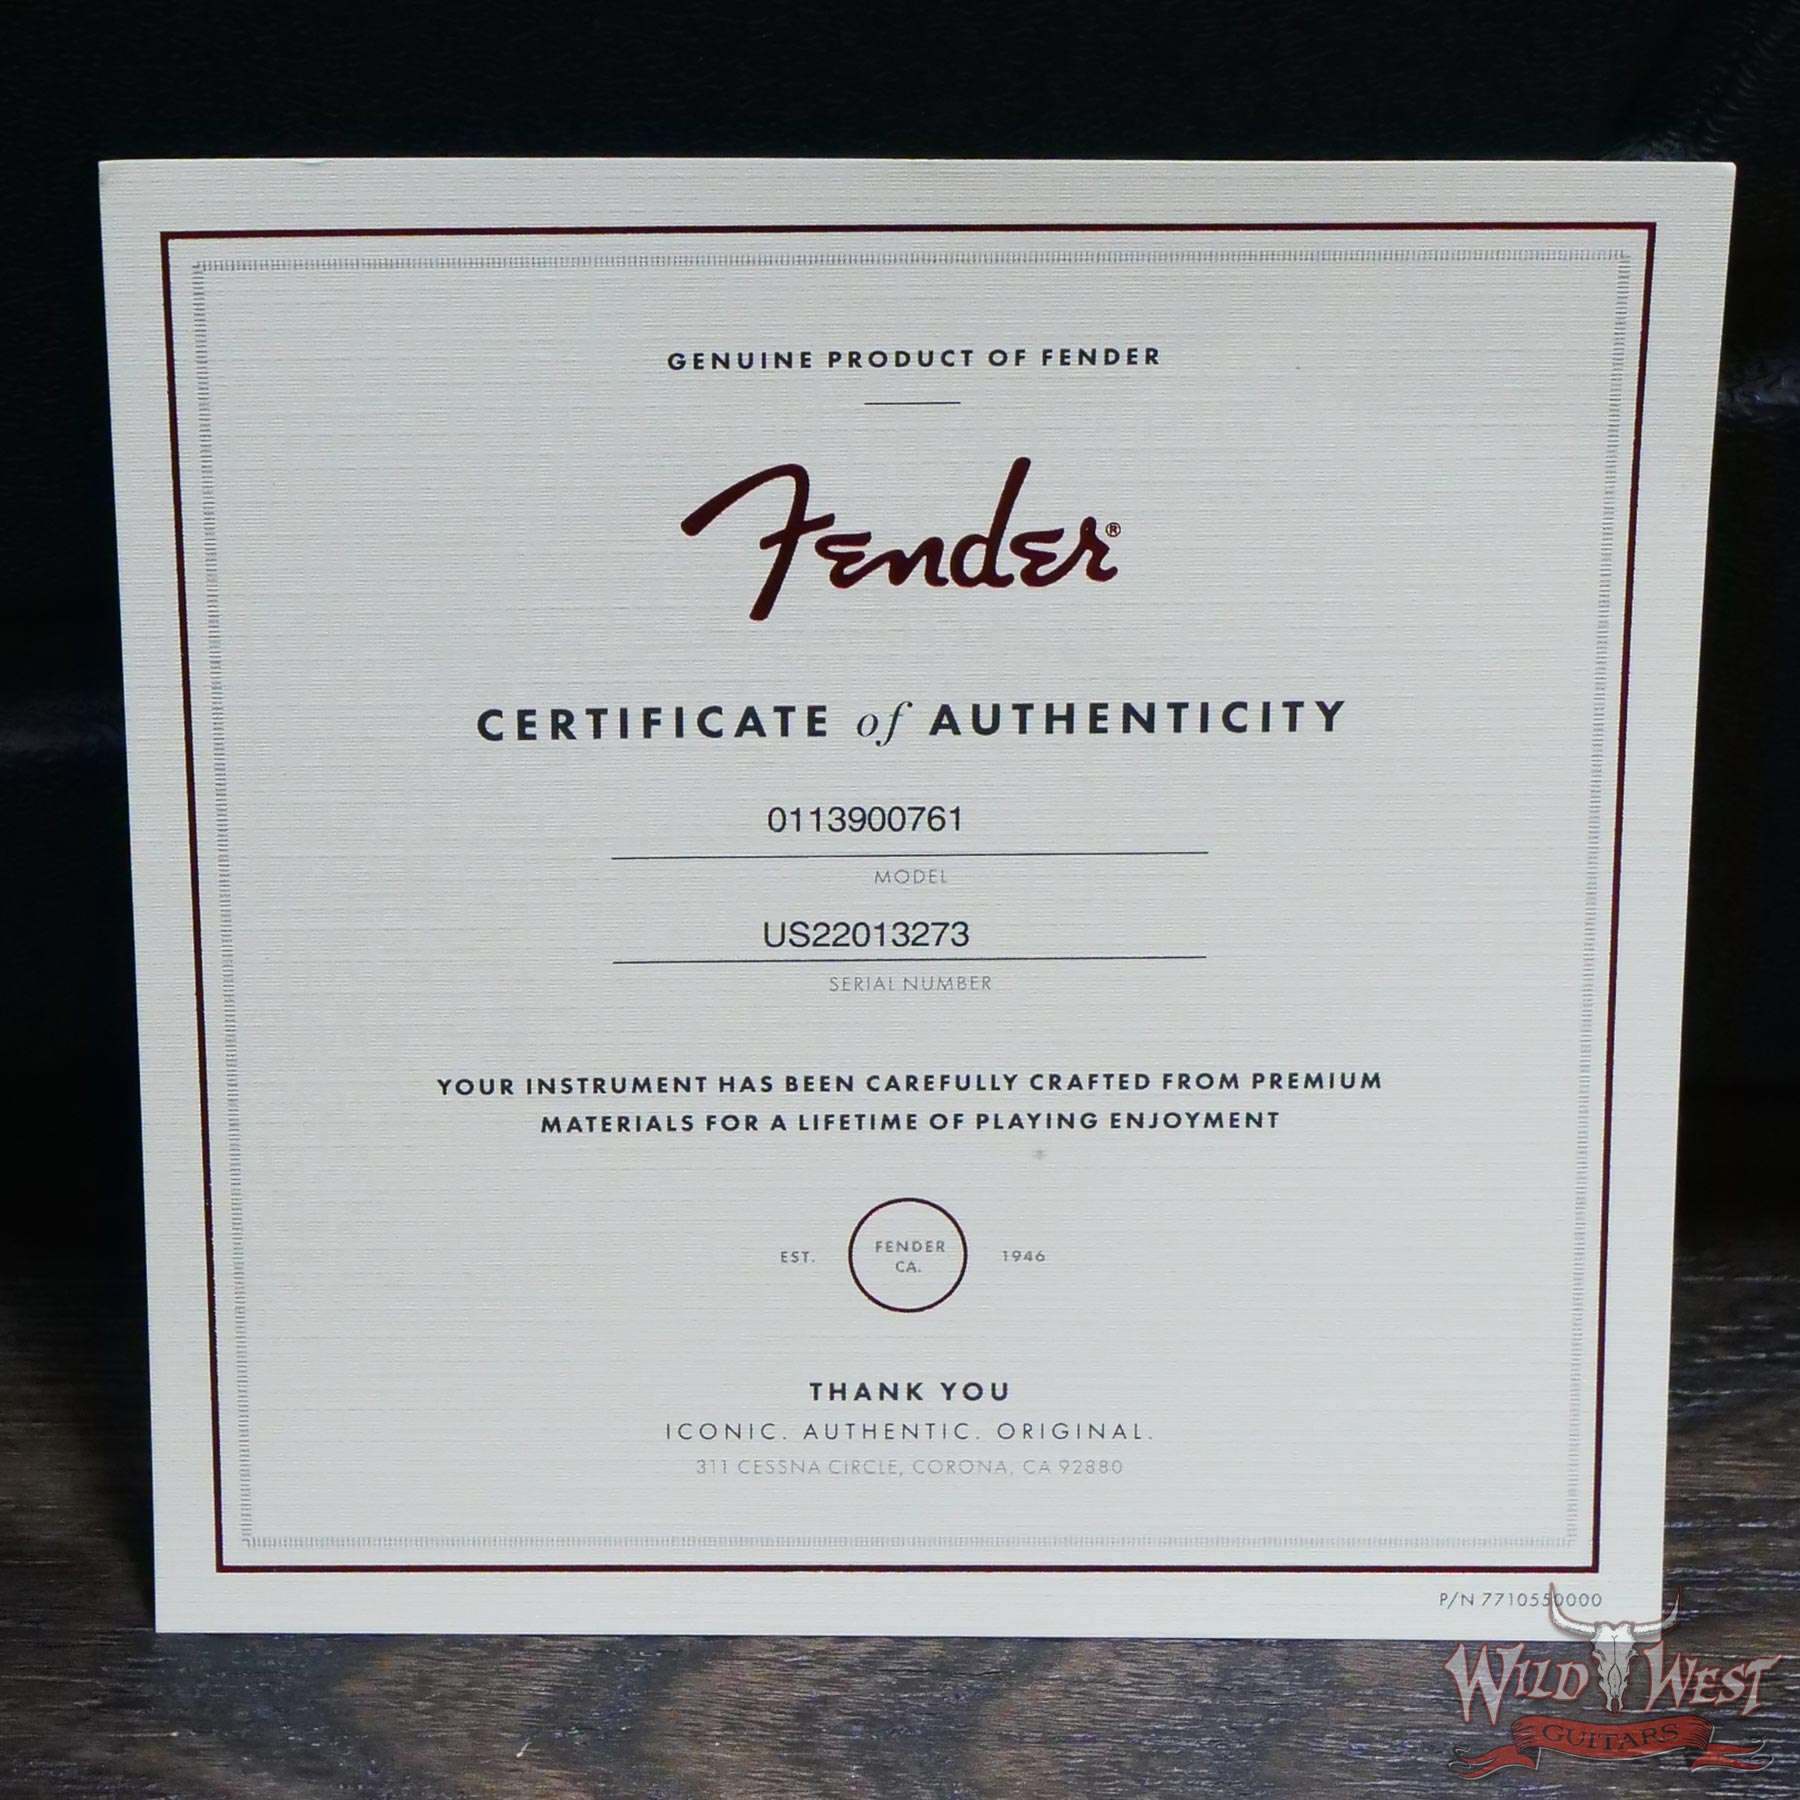 GENUINE PRODUCT OF FENDER
Fender®
CERTIFICATE of AUTHENTICITY
0113900761
MODEL
US22013273
SERIAL NUMBER
YOUR INSTRUMENT HAS BEEN CAREFULLY CRAFTED FROM PREMIUM
MATERIALS FOR A LIFETIME OF PLAYING ENJOYMENT
EST. FENDER 1946
CA.
THANK YOU
ICONIC. AUTHENTIC. ORIGINAL.
311 CESSNA CIRCLE, CORONA, CA 92880
P/N 7710550000
WILD WEST
GUITARS